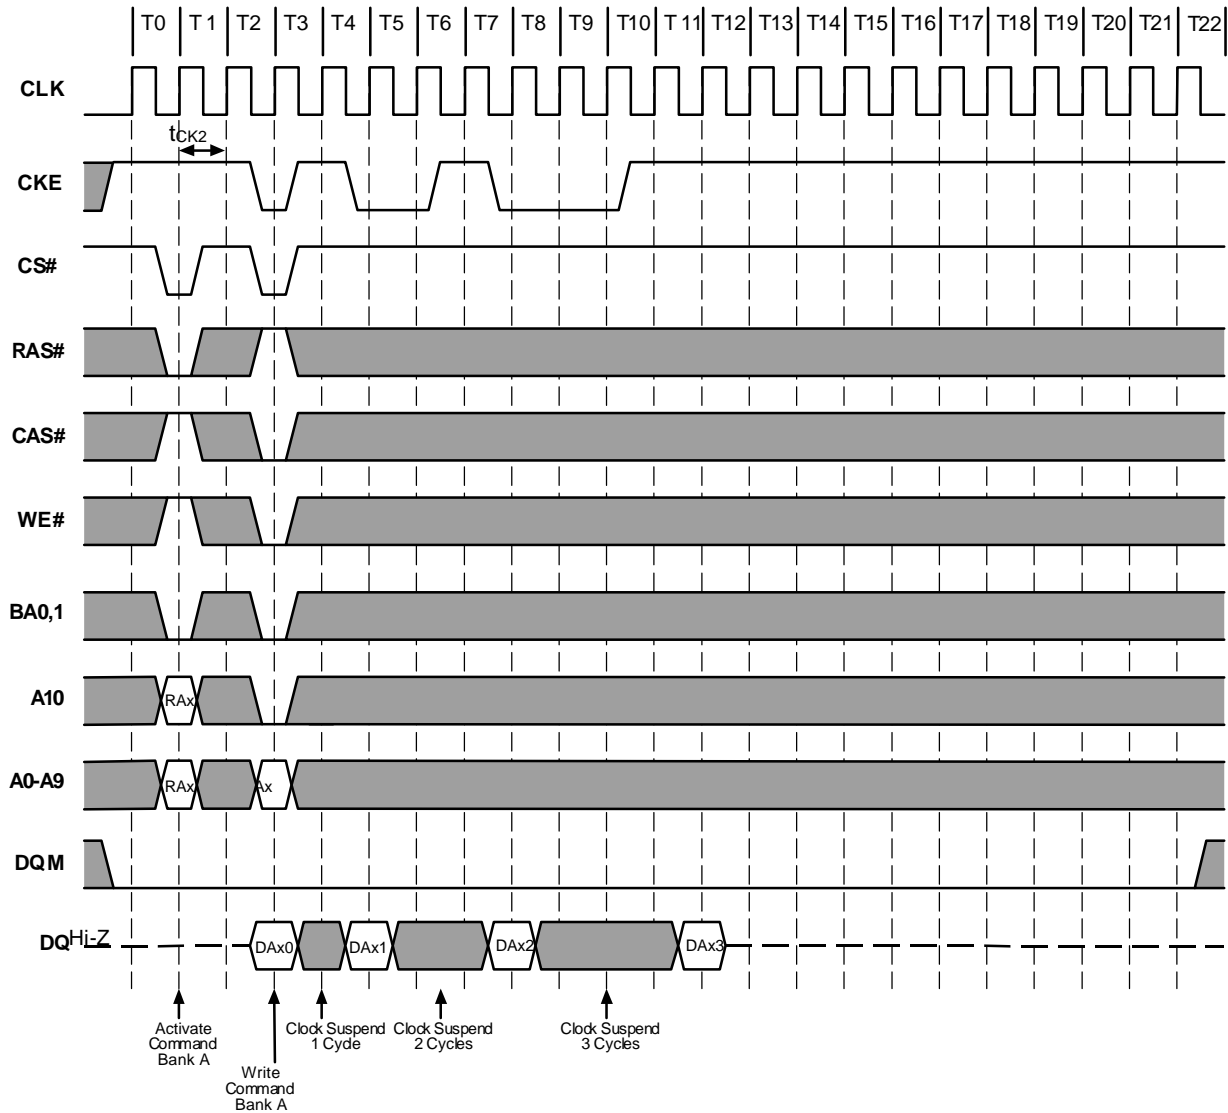 T0 T1 T2 T3 T4 T5 T6 T7 T8 T9 T10 T11 T12 T13 T14 T15 T16 T17 T18 T19 T20 T21 T22
CLK
tCK2
CKE
CS#
RAS#
CAS#
WE#
BA0,1
A10 RAx
A0-A9 RAx Ax
DQM
DQ Hi-Z DAx0 DAx1 DAx2 DAx3
Activate
Command
Bank A
Write
Command
Bank A
Clock Suspend
1 Cycle
Clock Suspend
2 Cycles
Clock Suspend
3 Cycles